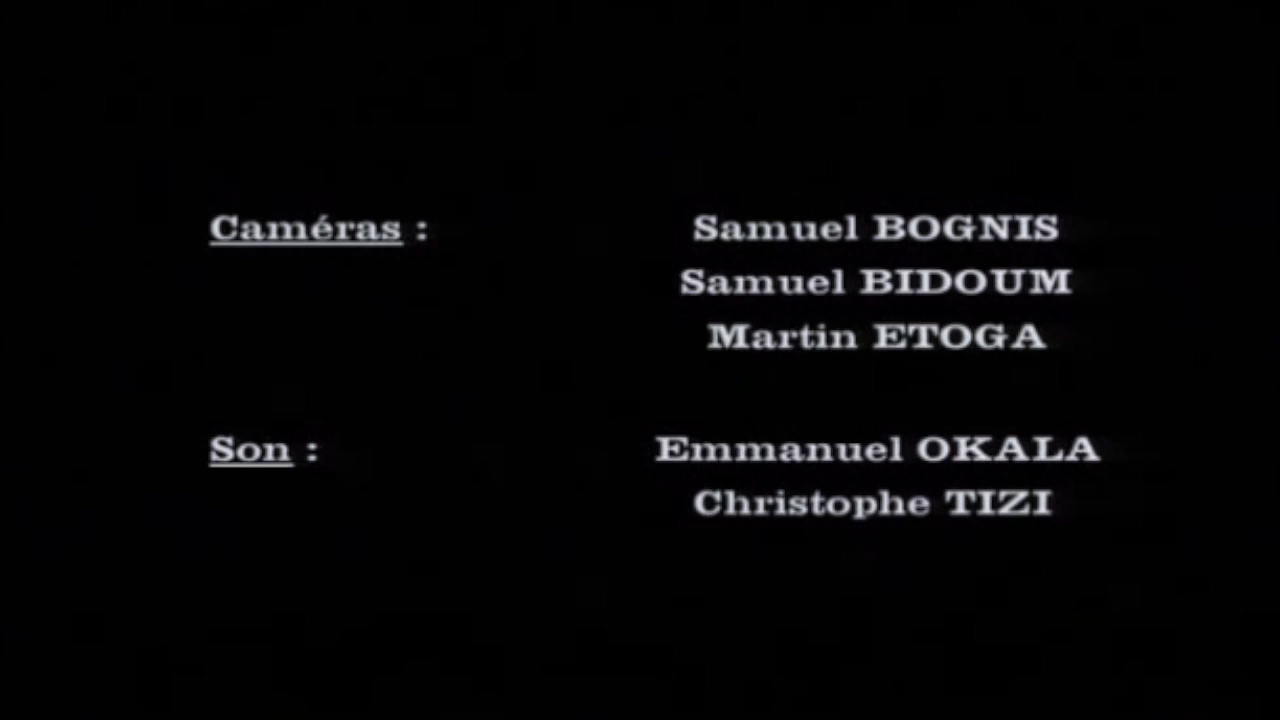 Caméras : Samuel BOGNIS
Samuel BIDOUM
Martin ETOGA
Son : Emmanuel OKALA
Christophe TIZI